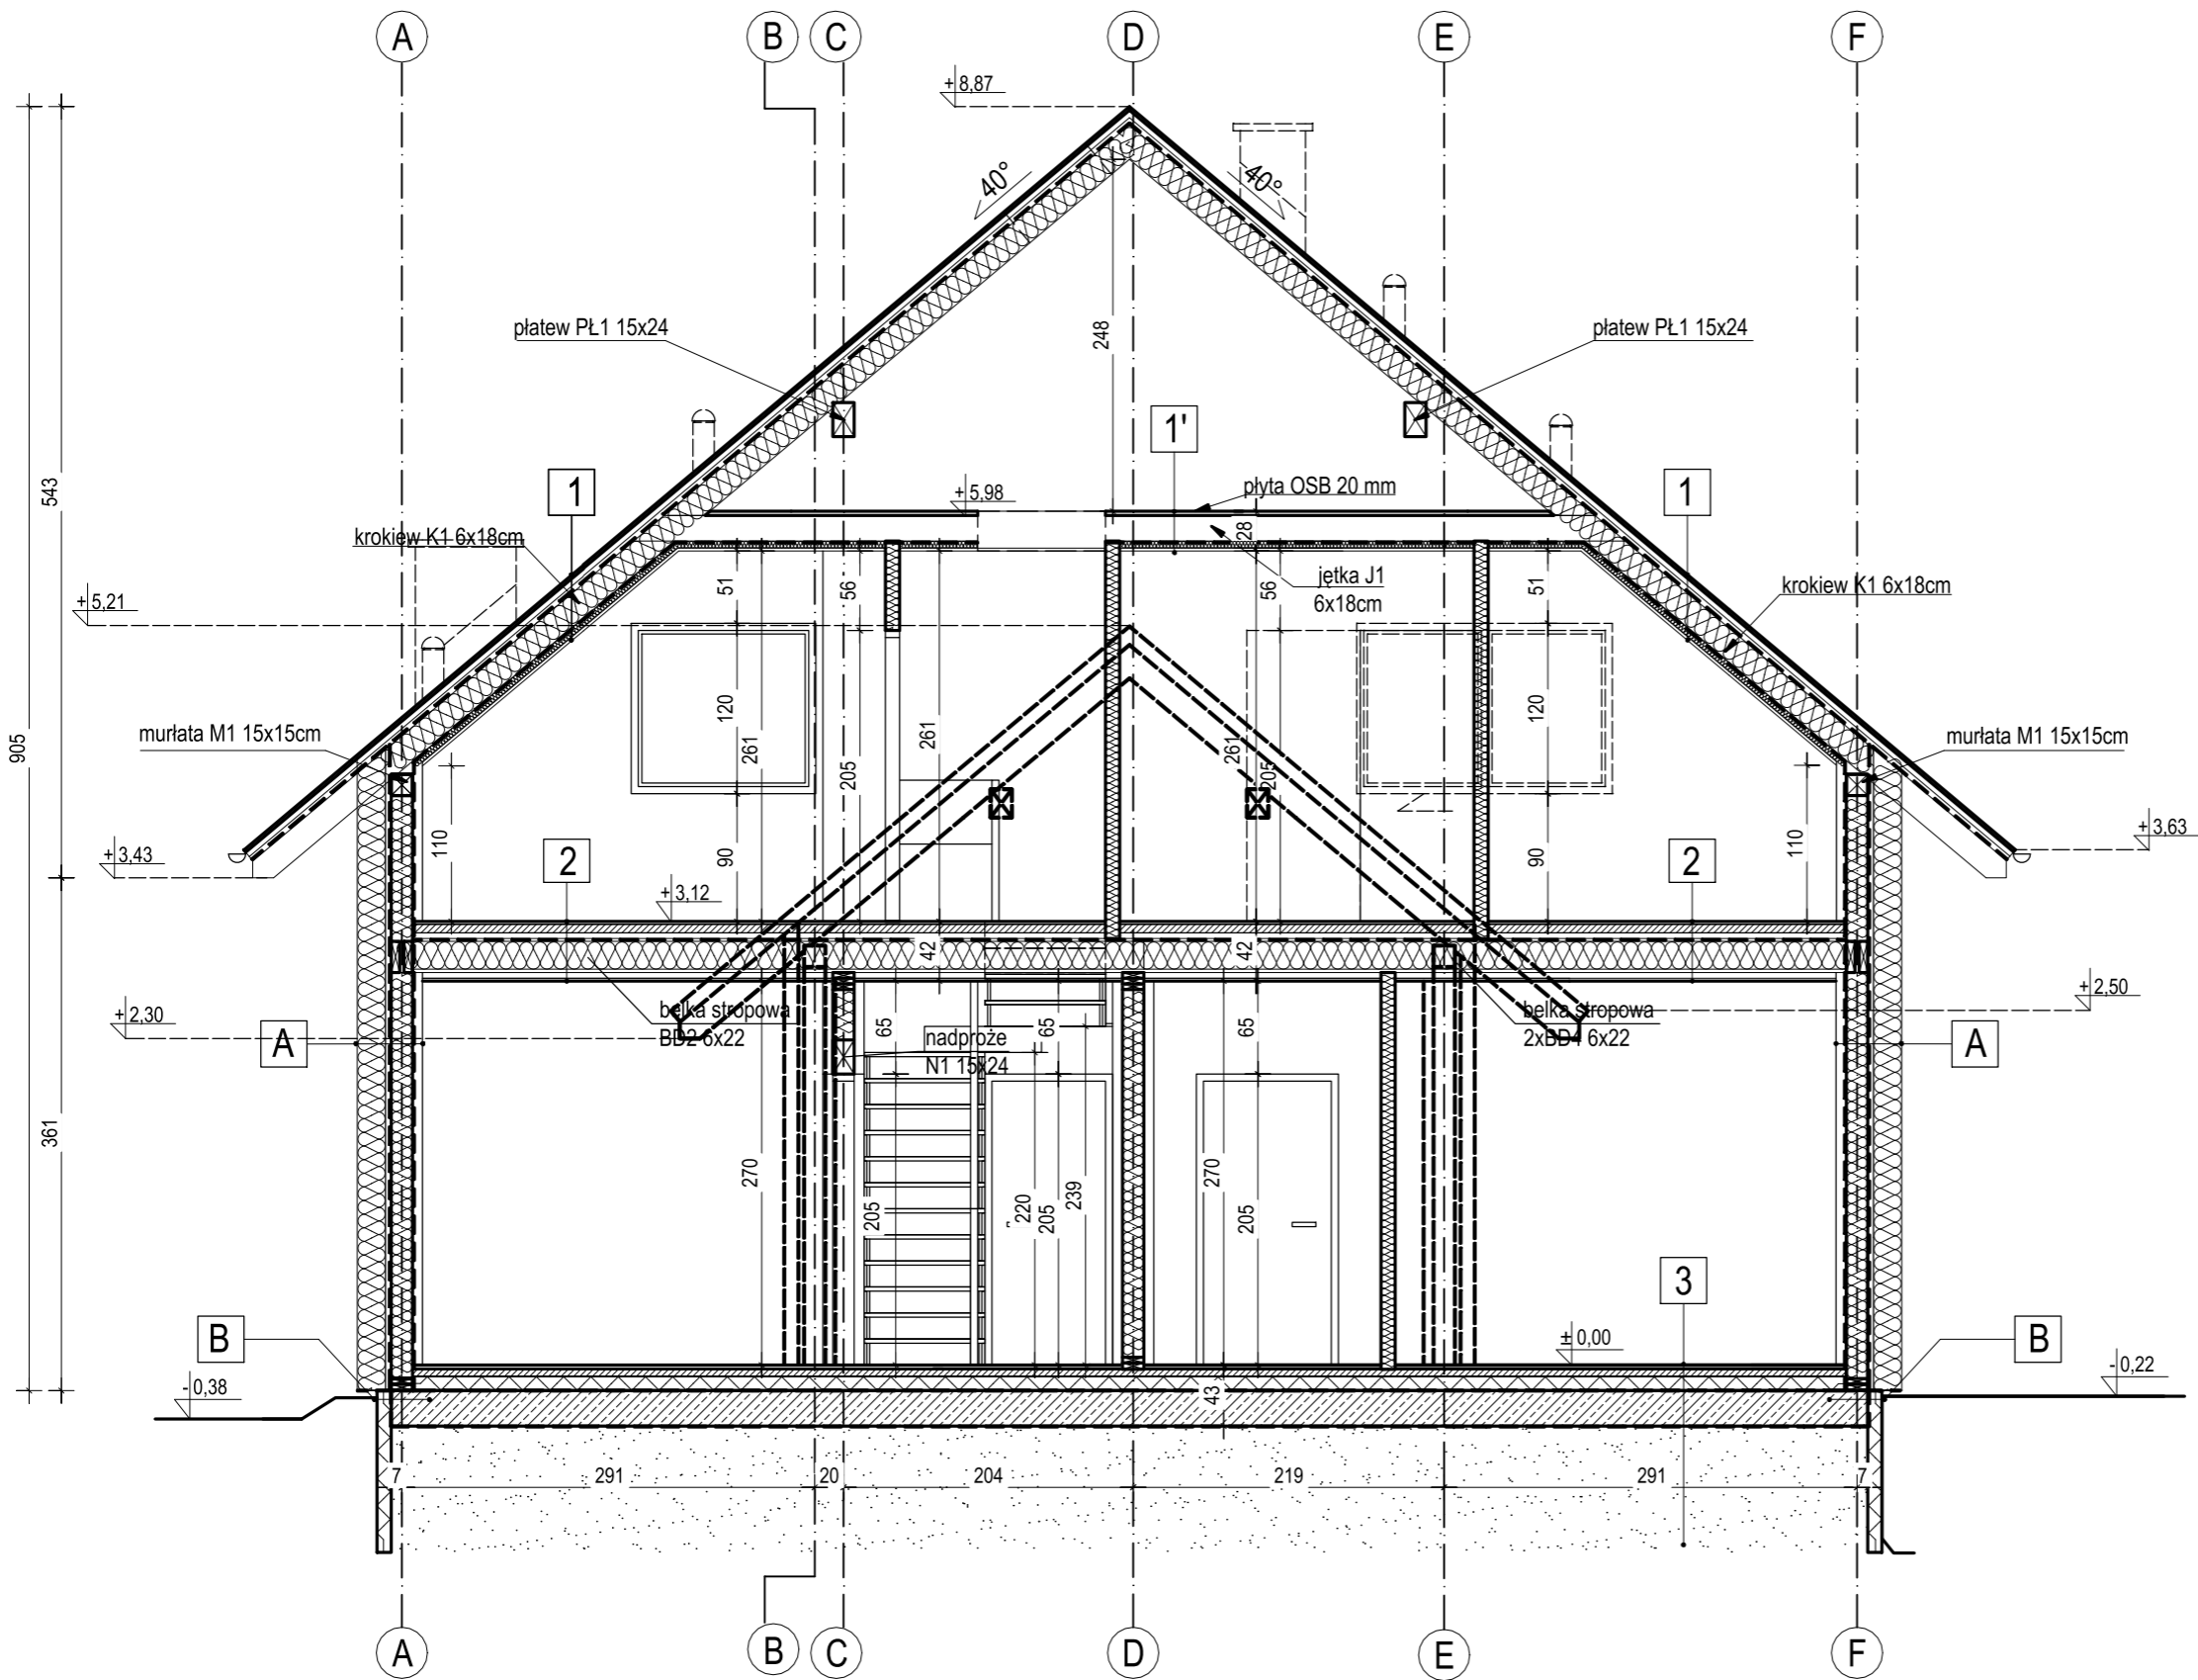 A
B
C
D
E
F
+8,87
40°
40°
płatew PŁ1 15x24
płatew PŁ1 15x24
248
1'
543
1
+5,98
płyta OSB 20 mm
1
krokiew K1 6x18cm
28
51
56
56
51
jętka J1
6x18cm
krokiew K1 6x18cm
+5,21
120
261
261
261
120
murłata M1 15x15cm
murłata M1 15x15cm
905
205
205
110
110
90
90
+3,43
+3,63
2
2
+3,12
42
42
+2,30
+2,50
belka stropowa
BD2 6x22
belka stropowa
2xBD4 6x22
A
A
65
65
65
nadproże
N1 15x24
361
270
205
220
205
239
270
205
3
B
B
±0,00
-0,38
-0,22
43
7
291
20
204
219
291
7
A
B
C
D
E
F